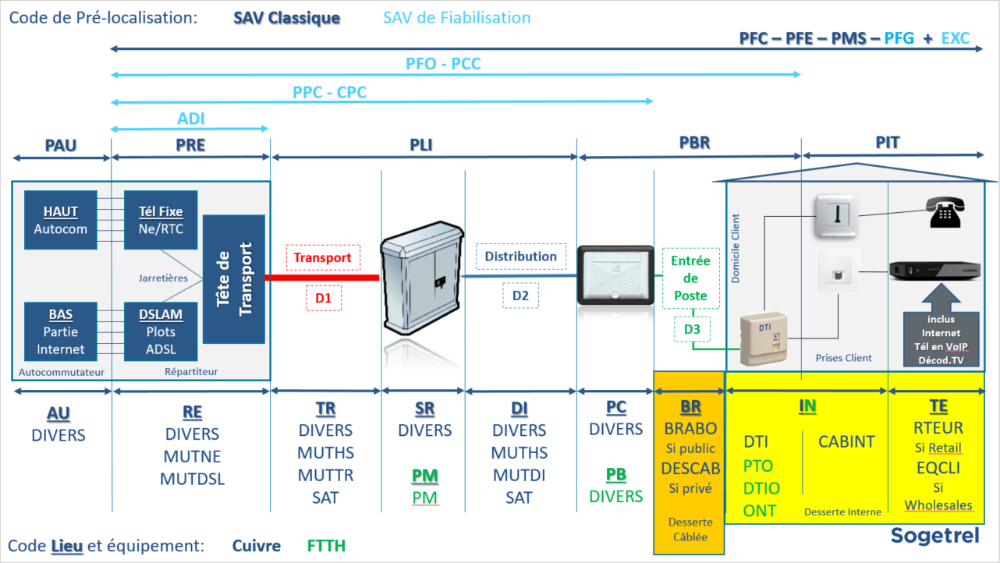 Code de Pré-localisation: SAV Classique SAV de Fiabilisation
PFC – PFE – PMS – PFG + EXC
PFO - PCC
PPC - CPC
ADI
PAU PRE PLI PBR PIT
HAUT
Autocom
Tél Fixe
Ne/RTC
Tête de
Transport
Jarretières
BAS
Partie
Internet
DSLAM
Plots
ADSL
Autocommutateur
Répartiteur
Transport
D1
Distribution
D2
Entrée
de
Poste
D3
Domicile Client
DTI
Prises Client
Livebox
inclus
Internet
Tél en VoIP
Décod.TV
AU
DIVERS
RE
DIVERS
MUTNE
MUTDSL
TR
DIVERS
MUTHS
MUTTR
SAT
SR
DIVERS
PM
PM
DI
DIVERS
MUTHS
MUTDI
SAT
PC
DIVERS
PB
DIVERS
BR
BRABO
Si public
DESCAB
Si privé
Desserte
Câblée
IN
DTI
PTO
DTIO
ONT
CABINT
Desserte Interne
TE
RTEUR
Si Retail
EQCLI
Si
Wholesales
Sogetrel
Code Lieu et équipement: Cuivre FTTH